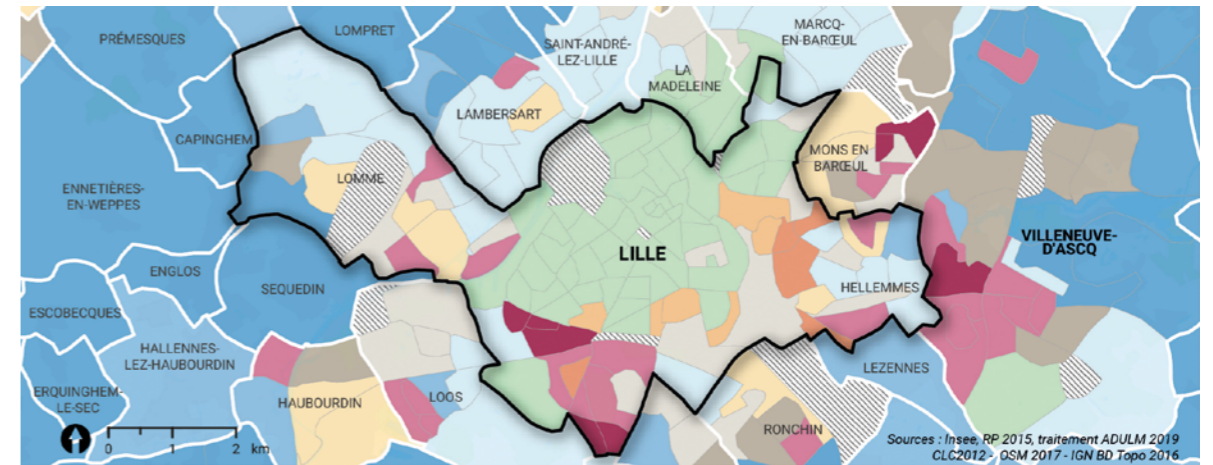 PRÉMESQUES
LOMPRET
SAINT-ANDRÉ-
LEZ-LILLE
MARCQ-
EN-BARŒUL
LA
MADELEINE
LAMBERSART
CAPINGHEM
MONS EN
BARŒUL
ENNETIÈRES-
EN-WEPPES
LOMME
LILLE
VILLENEUVE-
D'ASCQ
ENGLOS
SEQUEDIN
HELLEMMES
ESCOBECQUES
HALLENNES-
LEZ-HAUBOURDIN
LEZENNES
ERQUINGHEM-
LE-SEC
HAUBOURDIN
LOOS
RONCHIN
0 1 2 km
Sources : Insee, RP 2015, traitement ADULM 2019
CLC2012 - OSM 2017 - IGN BD Topo 2016